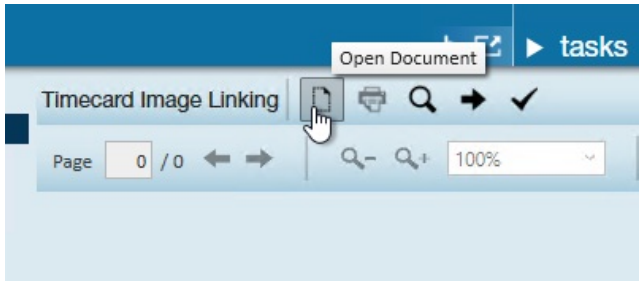 tasks
Open Document
Timecard Image Linking
Page 0 / 0 100%